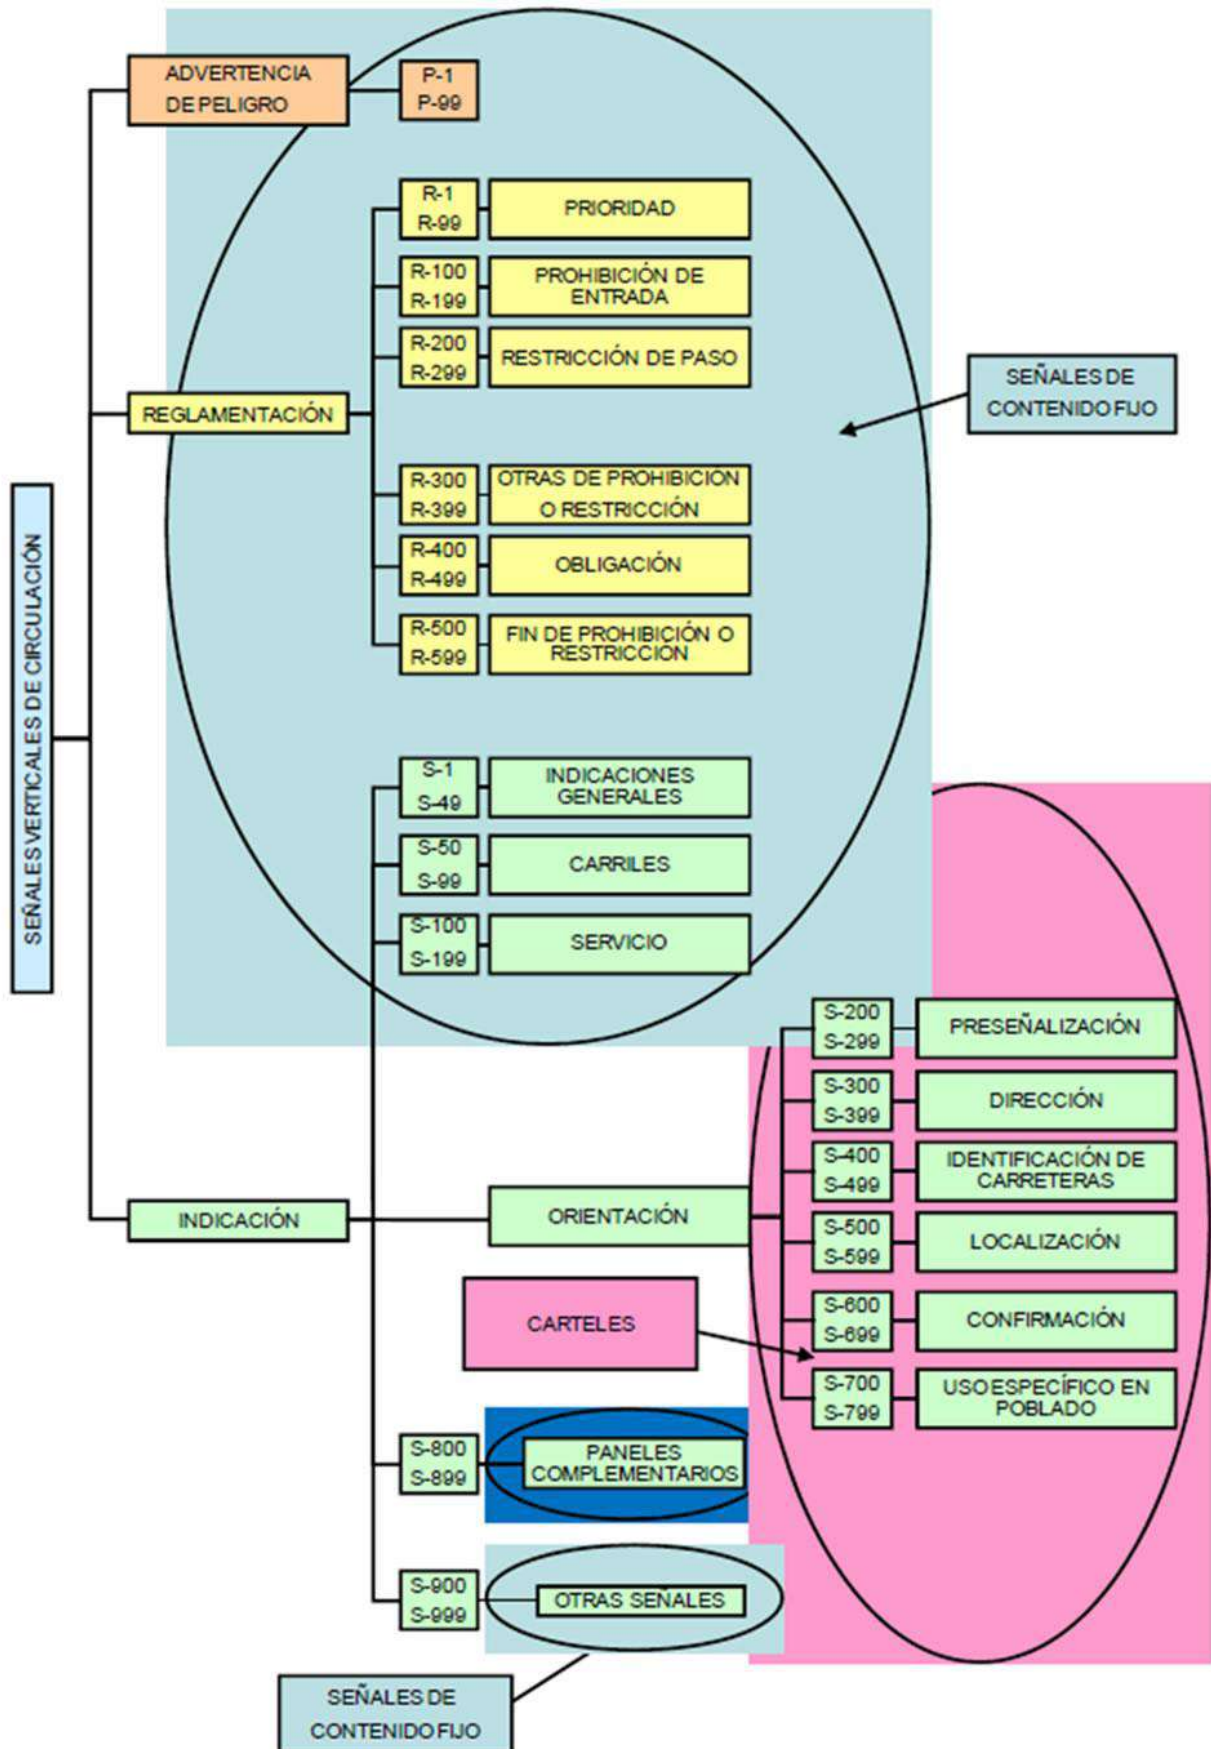 ADVERTENCIA
DE PELIGRO
P-1
P-99
R-1
R-99
PRIORIDAD
R-100
R-199
PROHIBICIÓN DE
ENTRADA
R-200
R-299
RESTRICCIÓN DE PASO
SEÑALES DE
CONTENIDO FIJO
REGLAMENTACIÓN
R-300
R-399
OTRAS DE PROHIBICIÓN
O RESTRICCIÓN
R-400
R-499
OBLIGACIÓN
R-500
R-599
FIN DE PROHIBICIÓN O
RESTRICCIÓN
SEÑALES VERTICALES DE CIRCULACIÓN
S-1
S-49
INDICACIONES
GENERALES
S-50
S-99
CARRILES
S-100
S-199
SERVICIO
S-200
S-299
PRESEÑALIZACIÓN
S-300
S-399
DIRECCIÓN
S-400
S-499
IDENTIFICACIÓN DE
CARRETERAS
INDICACIÓN
ORIENTACIÓN
S-500
S-599
LOCALIZACIÓN
CARTELES
S-600
S-699
CONFIRMACIÓN
S-700
S-799
USO ESPECÍFICO EN
POBLADO
S-800
S-899
PANELES
COMPLEMENTARIOS
S-900
S-999
OTRAS SEÑALES
SEÑALES DE
CONTENIDO FIJO